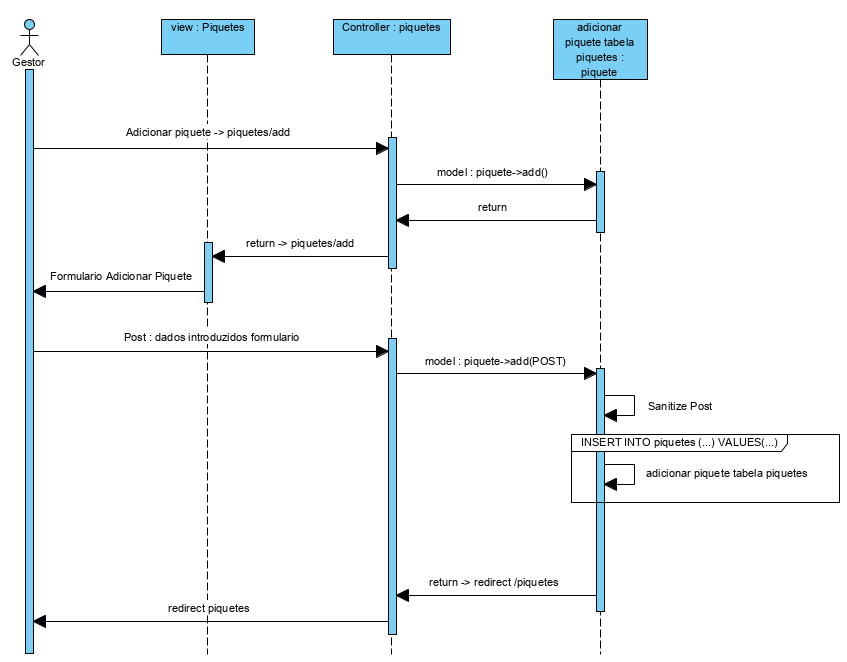 Gestor
view : Piquetes
Controller : piquetes
adicionar
piquete tabela
piquetes :
piquete
Adicionar piquete -> piquetes/add
model : piquete->add()
return
return -> piquetes/add
Formulario Adicionar Piquete
Post : dados introduzidos formulario
model : piquete->add(POST)
Sanitize Post
INSERT INTO piquetes (...) VALUES(...)
adicionar piquete tabela piquetes
return -> redirect /piquetes
redirect piquetes